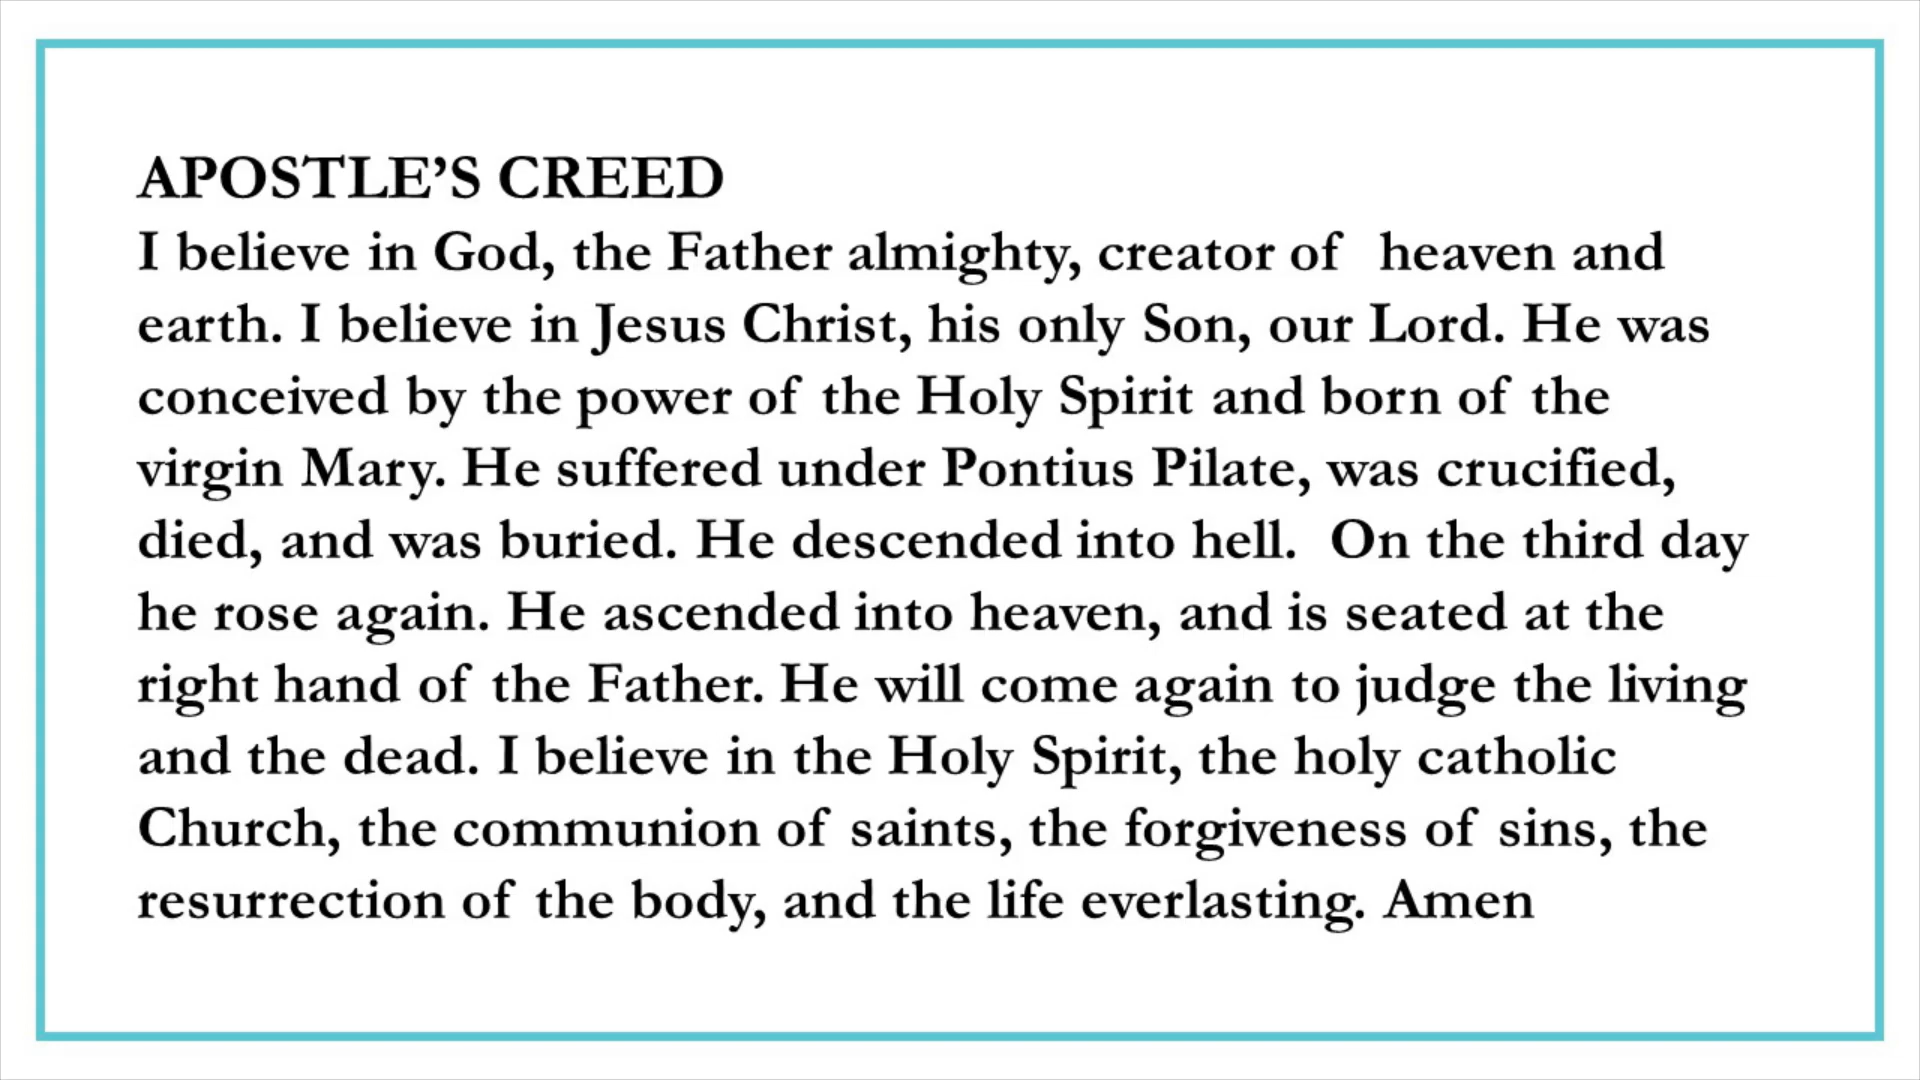 APOSTLE’S CREED
I believe in God, the Father almighty, creator of heaven and
earth. I believe in Jesus Christ, his only Son, our Lord. He was
conceived by the power of the Holy Spirit and born of the
virgin Mary. He suffered under Pontius Pilate, was crucified,
died, and was buried. He descended into hell. On the third day
he rose again. He ascended into heaven, and is seated at the
right hand of the Father. He will come again to judge the living
and the dead. I believe in the Holy Spirit, the holy catholic
Church, the communion of saints, the forgiveness of sins, the
resurrection of the body, and the life everlasting. Amen